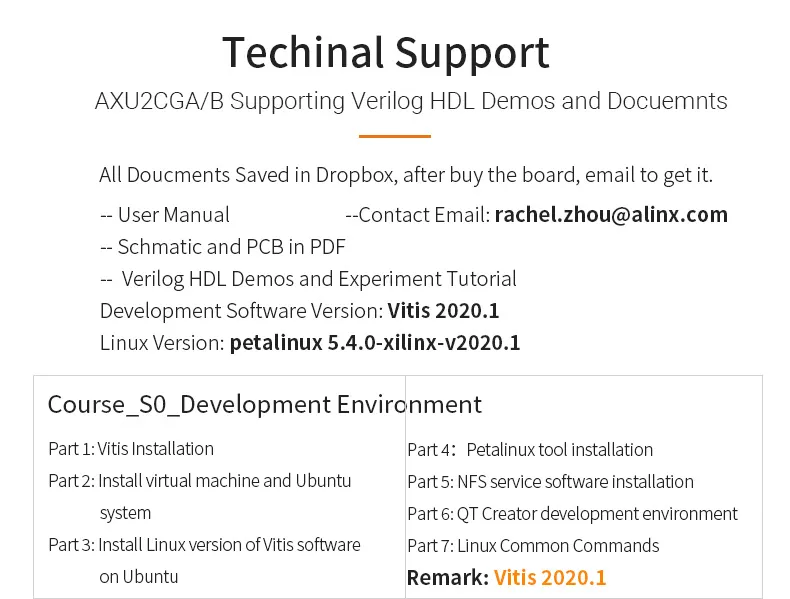 Techinal Support
AXU2CGA/B Supporting Verilog HDL Demos and Docuemnts
All Doucments Saved in Dropbox, after buy the board, email to get it.
-- User Manual --Contact Email: rachel.zhou@alinx.com
-- Schmatic and PCB in PDF
-- Verilog HDL Demos and Experiment Tutorial
Development Software Version: Vitis 2020.1
Linux Version: petalinux 5.4.0-xilinx-v2020.1
Course_S0_Development Environment
Part 1: Vitis Installation
Part 2: Install virtual machine and Ubuntu
system
Part 3: Install Linux version of Vitis software
on Ubuntu
Part 4：Petalinux tool installation
Part 5: NFS service software installation
Part 6: QT Creator development environment
Part 7: Linux Common Commands
Remark: Vitis 2020.1